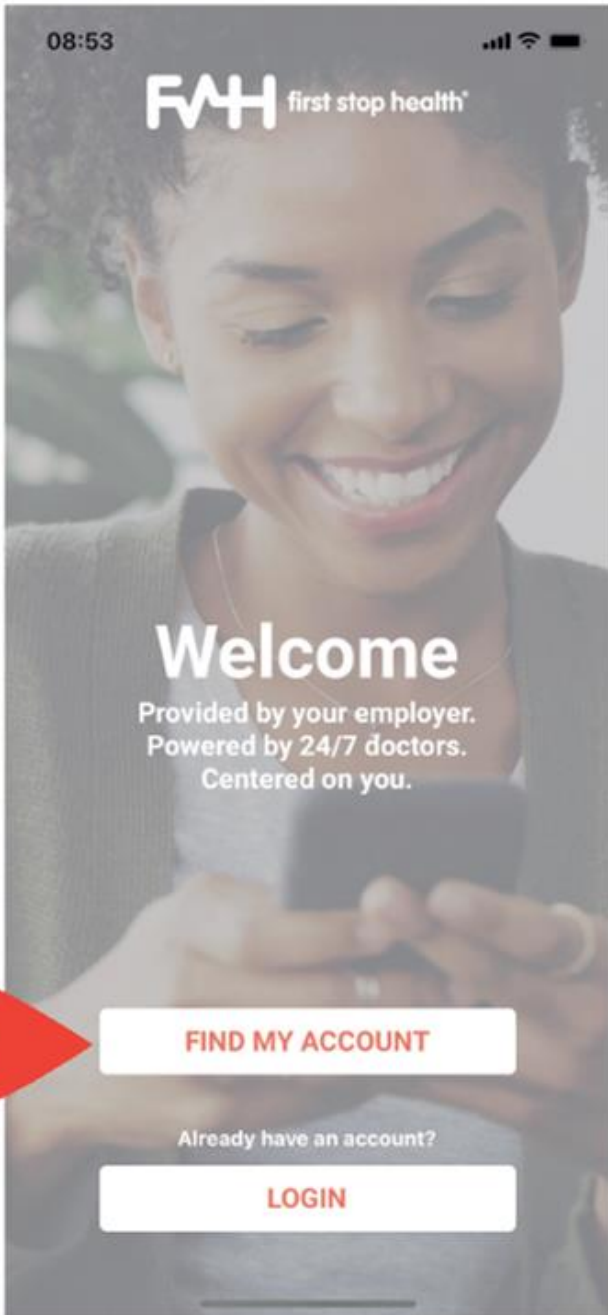 08:53
first stop health®
Welcome
Provided by your employer.
Powered by 24/7 doctors.
Centered on you.
FIND MY ACCOUNT
Already have an account?
LOGIN